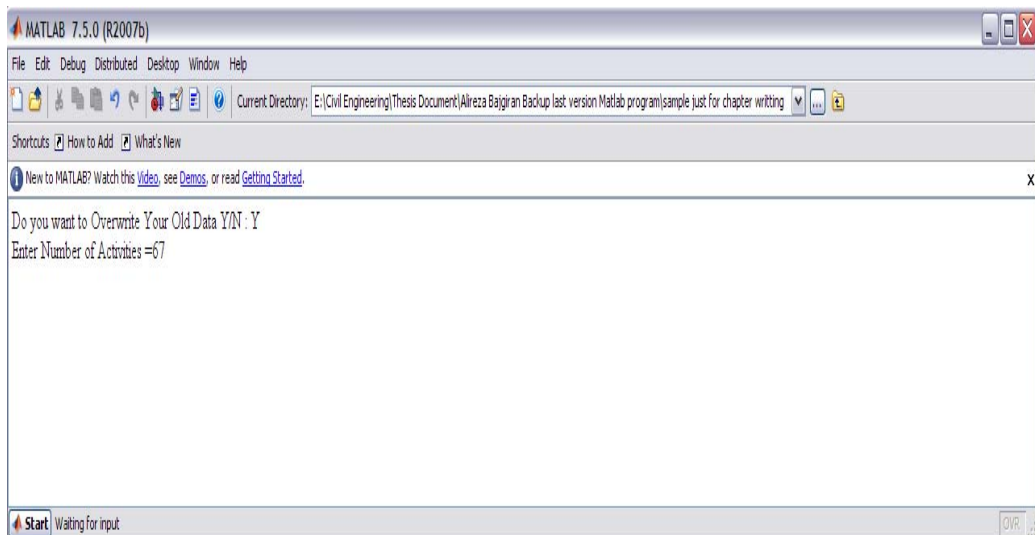 MATLAB 7.5.0 (R2007b)
File Edit Debug Distributed Desktop Window Help
Current Directory: E:\Civil Engineering\Thesis Document\Alireza Bajgiran Backup last version Matlab program\sample just for chapter writting
Shortcuts How to Add What's New
New to MATLAB? Watch this Video, see Demos, or read Getting Started.
Do you want to Overwrite Your Old Data Y/N : Y
Enter Number of Activities =67
Start Waiting for input
OVR